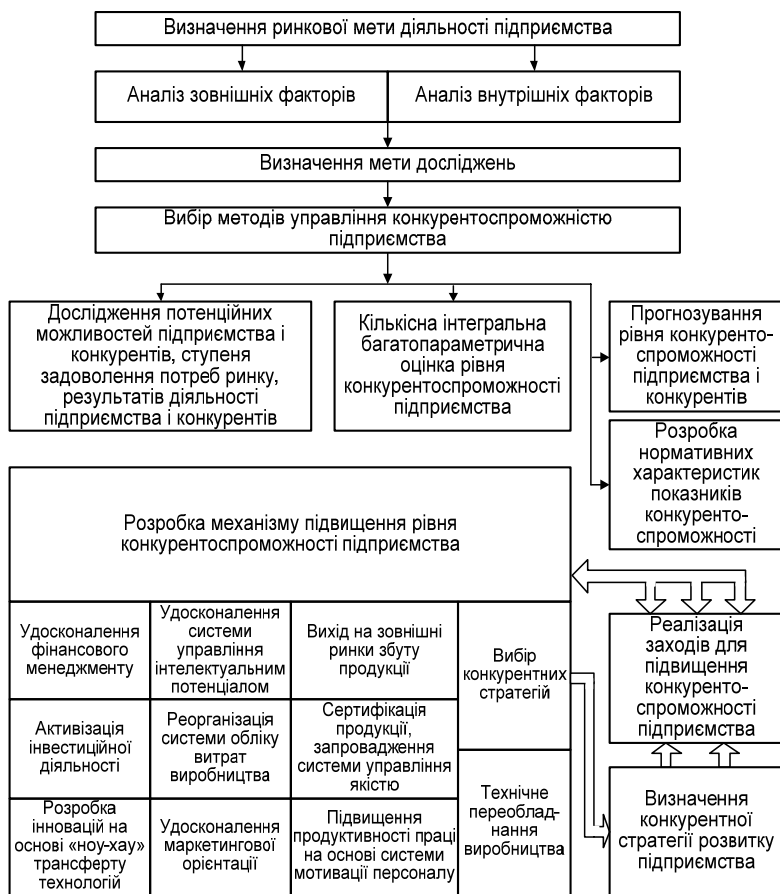 Визначення ринкової мети діяльності підприємства
Аналіз зовнішніх факторів
Аналіз внутрішніх факторів
Визначення мети досліджень
Вибір методів управління конкурентоспроможністю
підприємства
Дослідження потенційних
можливостей підприємства і
конкурентів, ступеня
задоволення потреб ринку,
результатів діяльності
підприємства і конкурентів
Кількісна інтегральна
багатопараметрична
оцінка рівня
конкурентоспроможності
підприємства
Прогнозування
рівня конкуренто-
спроможності
підприємства і
конкурентів
Розробка
нормативних
характеристик
показників
конкуренто-
спроможності
Розробка механізму підвищення рівня
конкурентоспроможності підприємства
Удосконалення
фінансового
менеджменту
Удосконалення
системи
управління
інтелектуальним
потенціалом
Вихід на зовнішні
ринки збуту
продукції
Вибір
конкурентних
стратегій
Реалізація
заходів для
підвищення
конкуренто-
спроможності
підприємства
Активізація
інвестиційної
діяльності
Реорганізація
системи обліку
витрат
виробництва
Сертифікація
продукції,
запровадження
системи управління
якістю
Технічне
переоблад-
нання
виробництва
Розробка
інновацій на
основі «ноу-хау»
трансферту
технологій
Удосконалення
маркетингової
орієнтації
Підвищення
продуктивності праці
на основі системи
мотивації персоналу
Визначення
конкурентної
стратегії розвитку
підприємства